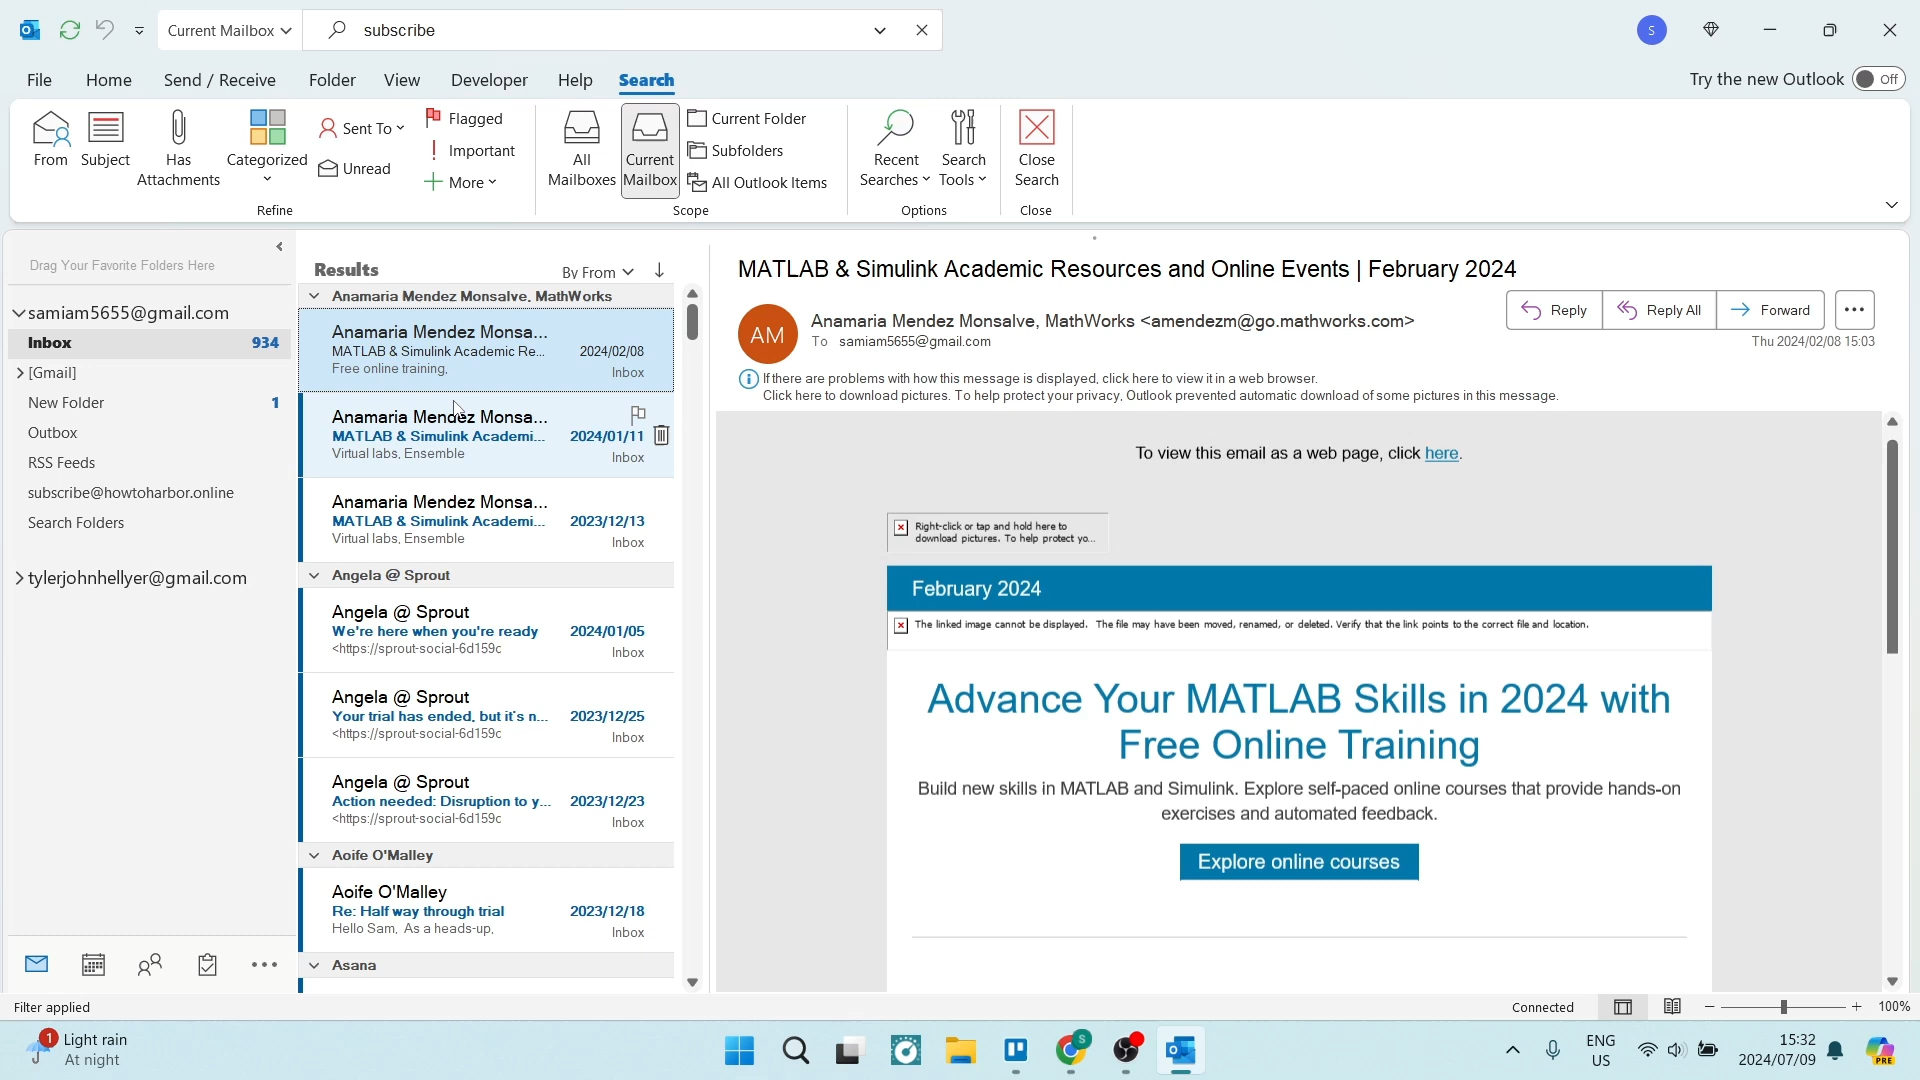 Current Mailbox
subscribe
S
File Home Send / Receive Folder View Developer Help Search
Try the new Outlook Off
From
Subject
Has
Attachments
Categorized
Sent To
Unread
Flagged
Important
More
Refine
All
Mailboxes
Current
Mailbox
Current Folder
Subfolders
All Outlook Items
Scope
Recent
Searches
Search
Tools
Options
Close
Search
Close
Drag Your Favorite Folders Here
samiam5655@gmail.com
Inbox 934
[Gmail]
New Folder 1
Outbox
RSS Feeds
subscribe@howtoharbor.online
Search Folders
tylerjohnhellyer@gmail.com
Results By From
Anamaria Mendez Monsalve, MathWorks
Anamaria Mendez Monsa...
MATLAB & Simulink Academic Re... 2024/02/08
Free online training, Inbox
Anamaria Mendez Monsa...
MATLAB & Simulink Academi... 2024/01/11
Virtual labs, Ensemble Inbox
Anamaria Mendez Monsa...
MATLAB & Simulink Academi... 2023/12/13
Virtual labs, Ensemble Inbox
Angela @ Sprout
Angela @ Sprout
We're here when you're ready 2024/01/05
<https://sprout-social-6d159c Inbox
Angela @ Sprout
Your trial has ended, but it's n... 2023/12/25
<https://sprout-social-6d159c Inbox
Angela @ Sprout
Action needed: Disruption to y... 2023/12/23
<https://sprout-social-6d159c Inbox
Aoife O'Malley
Aoife O'Malley
Re: Half way through trial 2023/12/18
Hello Sam, As a heads-up, Inbox
Asana
MATLAB & Simulink Academic Resources and Online Events | February 2024
AM
Anamaria Mendez Monsalve, MathWorks <amendezm@go.mathworks.com>
To samiam5655@gmail.com
Reply Reply All Forward
Thu 2024/02/08 15:03
If there are problems with how this message is displayed, click here to view it in a web browser.
Click here to download pictures. To help protect your privacy, Outlook prevented automatic download of some pictures in this message.
To view this email as a web page, click here.
Right-click or tap and hold here to
download pictures. To help protect yo...
February 2024
The linked image cannot be displayed. The file may have been moved, renamed, or deleted. Verify that the link points to the correct file and location.
Advance Your MATLAB Skills in 2024 with
Free Online Training
Build new skills in MATLAB and Simulink. Explore self-paced online courses that provide hands-on
exercises and automated feedback.
Explore online courses
Filter applied
Connected
100%
1
Light rain
At night
S
ENG
US
15:32
2024/07/09
PRE